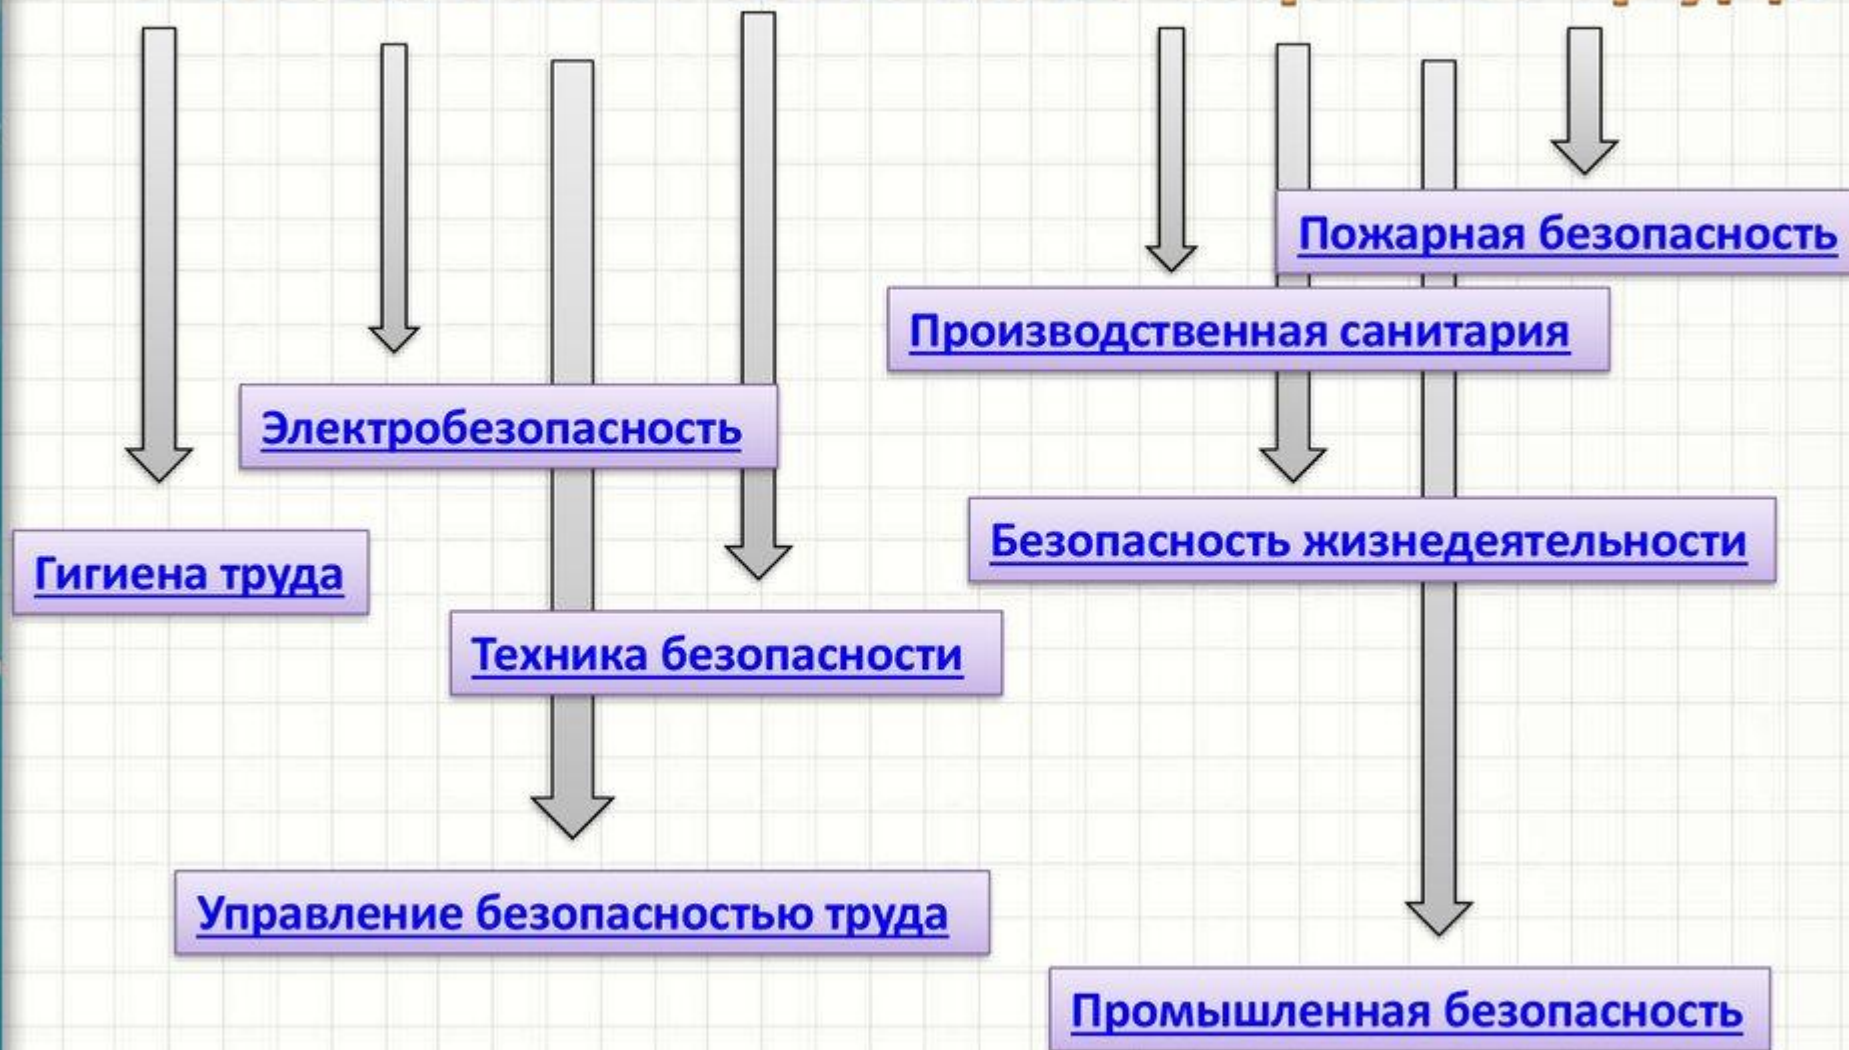 Пожарная безопасность
Производственная санитария
Электробезопасность
Безопасность жизнедеятельности
Гигиена труда
Техника безопасности
Управление безопасностью труда
Промышленная безопасность